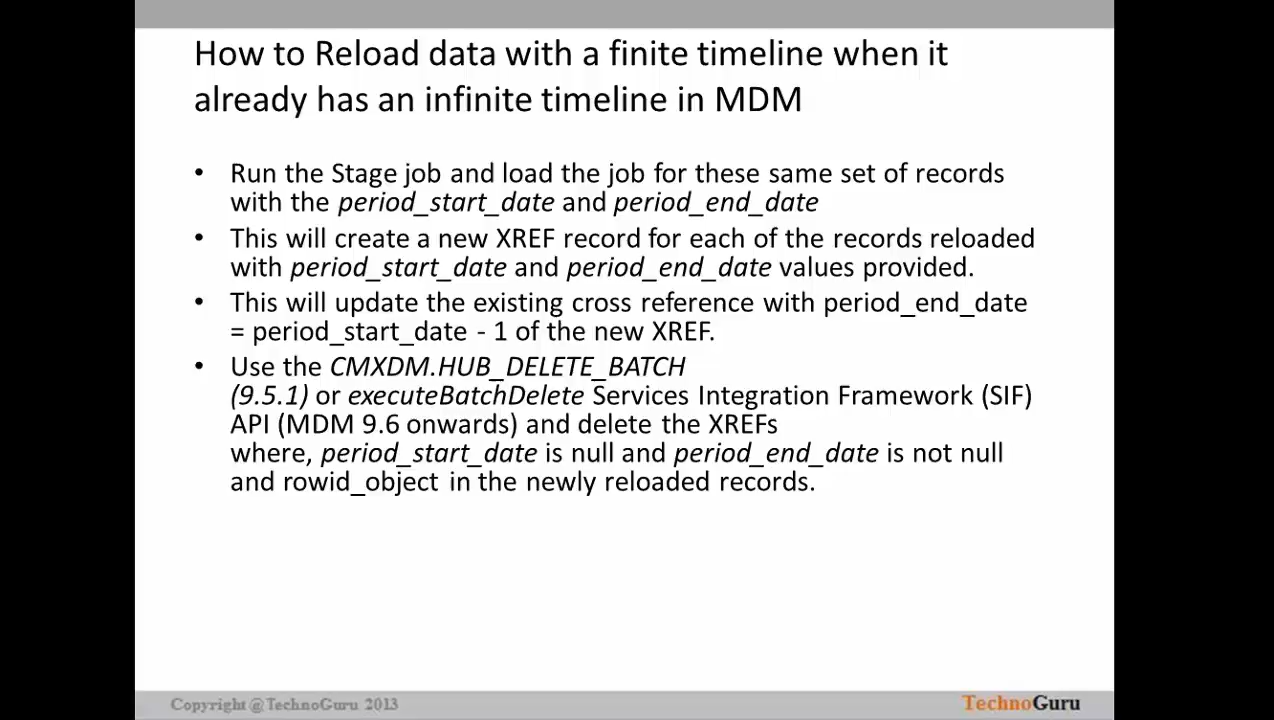 How to Reload data with a finite timeline when it
already has an infinite timeline in MDM
• Run the Stage job and load the job for these same set of records
with the period_start_date and period_end_date
• This will create a new XREF record for each of the records reloaded
with period_start_date and period_end_date values provided.
• This will update the existing cross reference with period_end_date
= period_start_date - 1 of the new XREF.
• Use the CMXDM.HUB_DELETE_BATCH
(9.5.1) or executeBatchDelete Services Integration Framework (SIF)
API (MDM 9.6 onwards) and delete the XREFs
where, period_start_date is null and period_end_date is not null
and rowid_object in the newly reloaded records.
Copyright @ TechnoGuru 2013
TechnoGuru